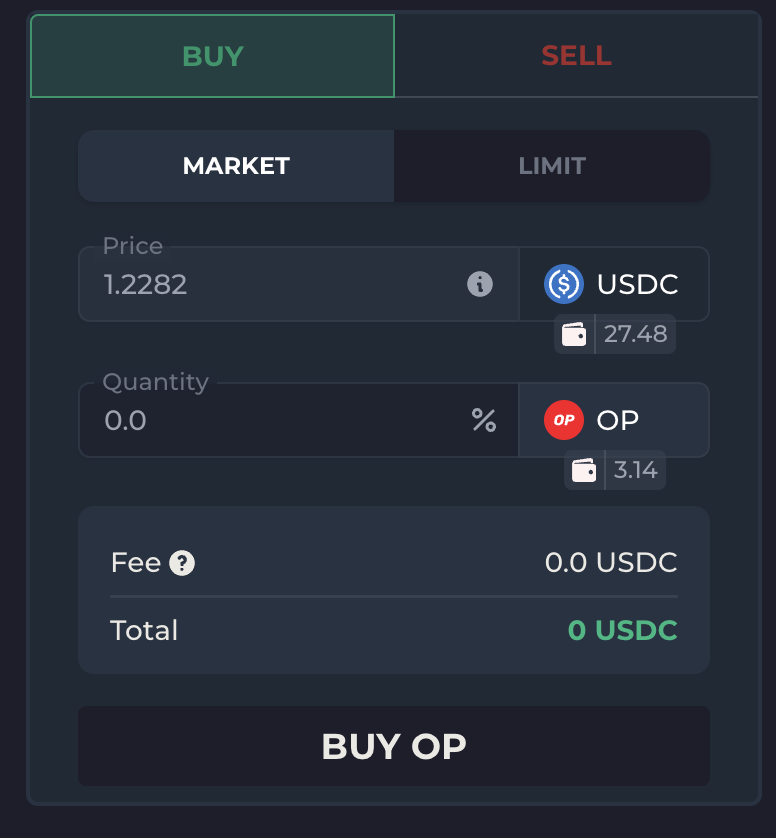 BUY SELL
MARKET LIMIT
Price
1.2282 i $ USDC
27.48
Quantity
0.0 % OP OP
3.14
Fee ? 0.0 USDC
Total 0 USDC
BUY OP